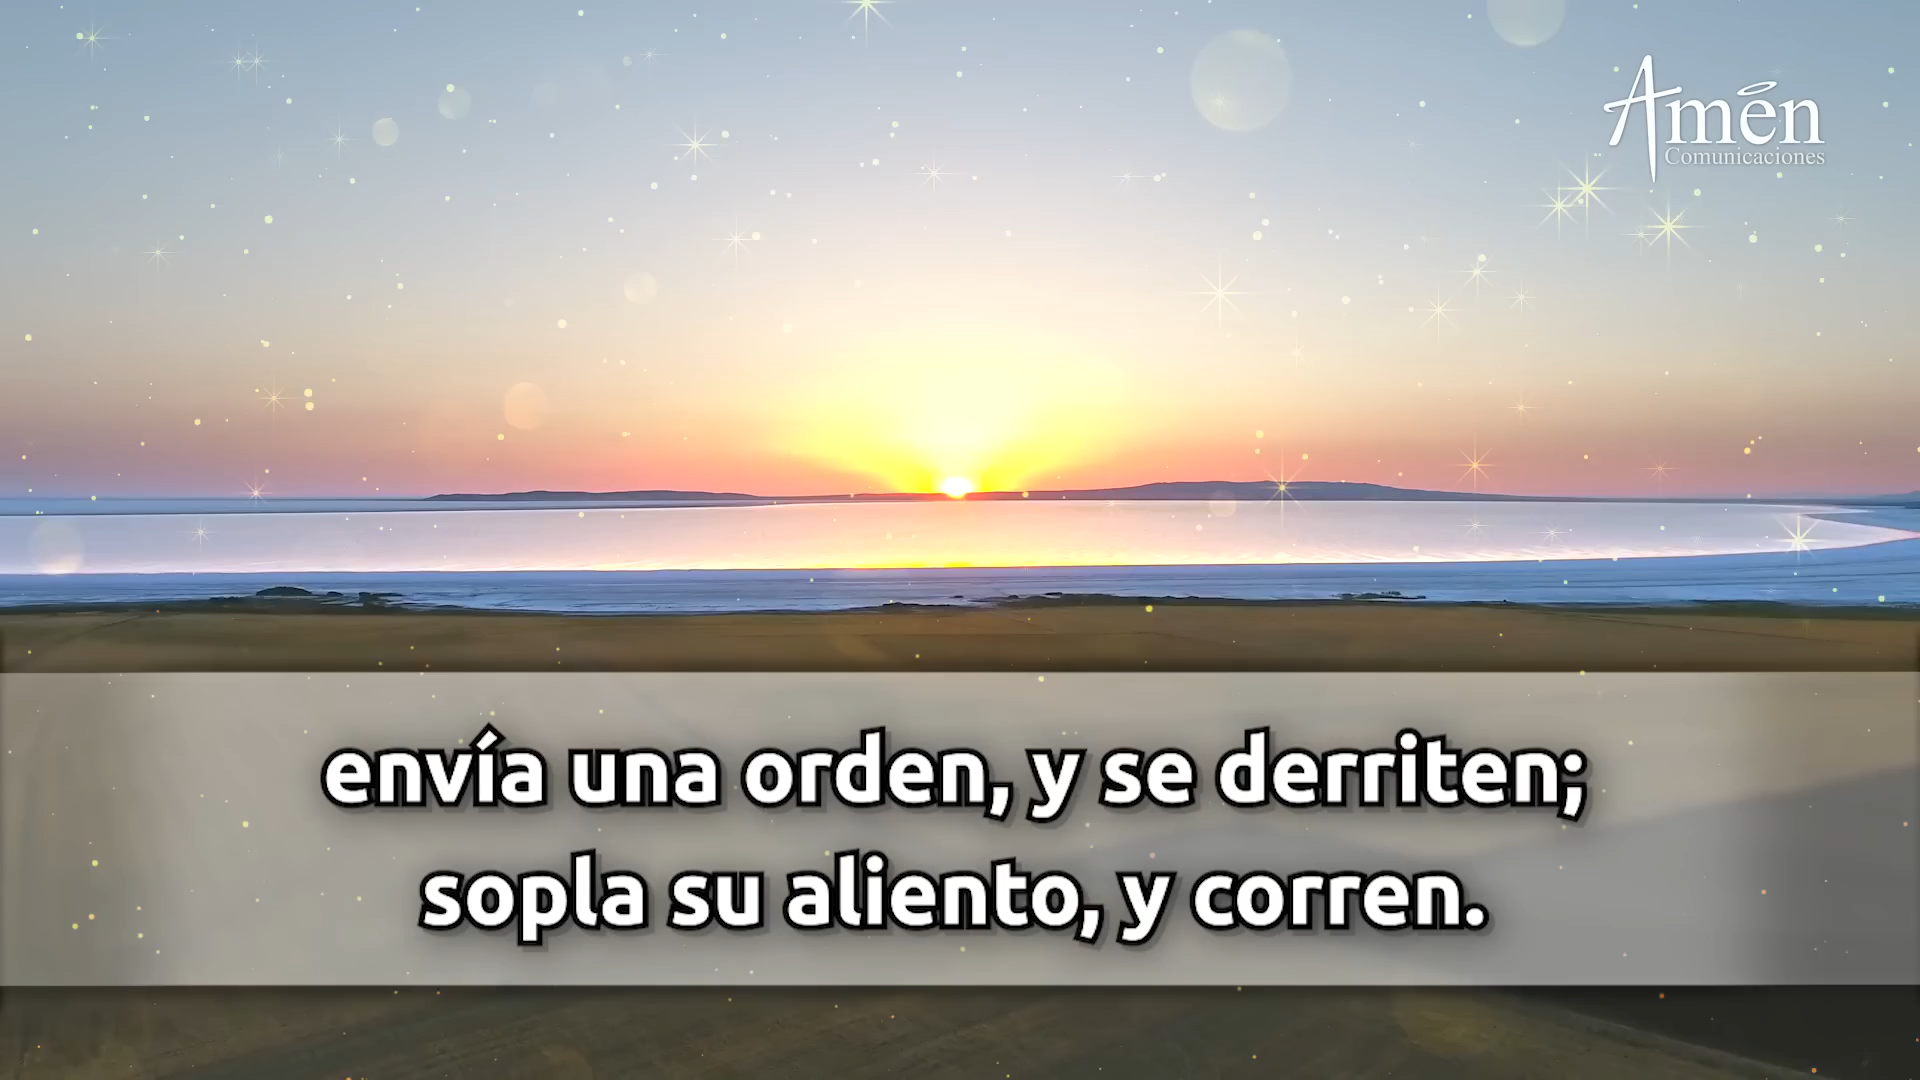 Amén
Comunicaciones
envía una orden, y se derriten;
sopla su aliento, y corren.